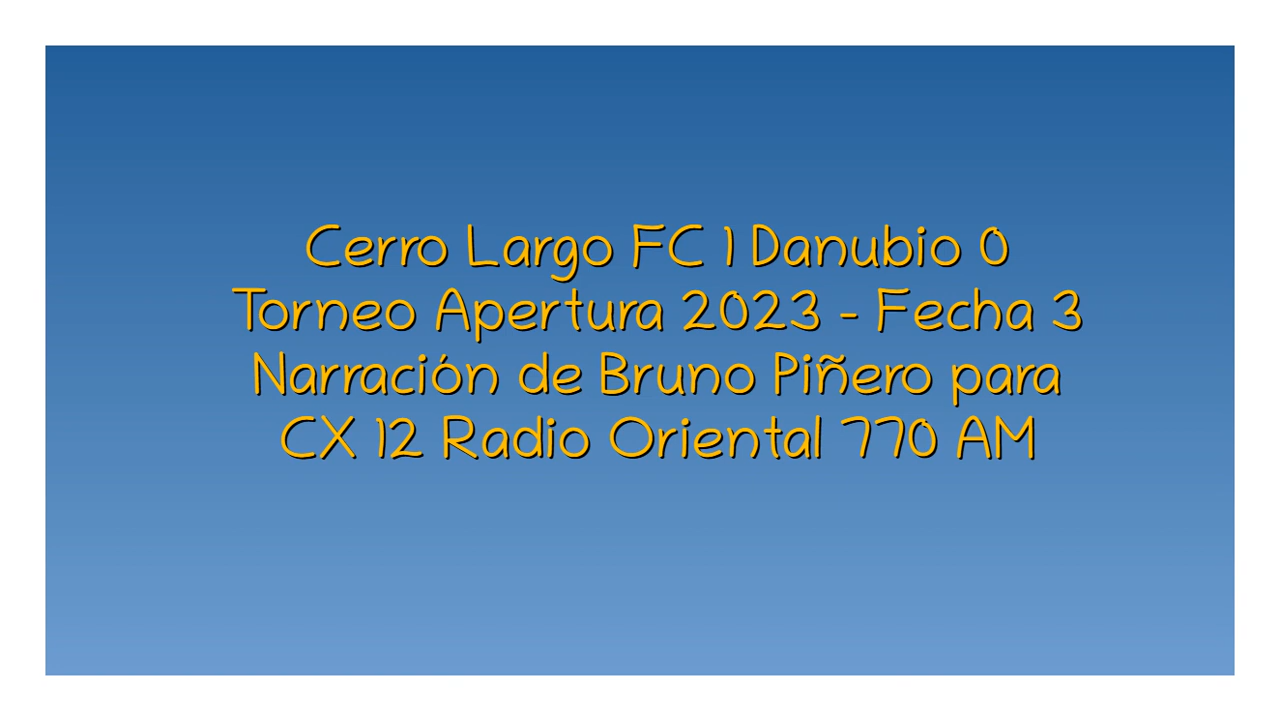 Cerro Largo FC 1 Danubio 0
Torneo Apertura 2023 - Fecha 3
Narración de Bruno Piñero para
CX 12 Radio Oriental 770 AM